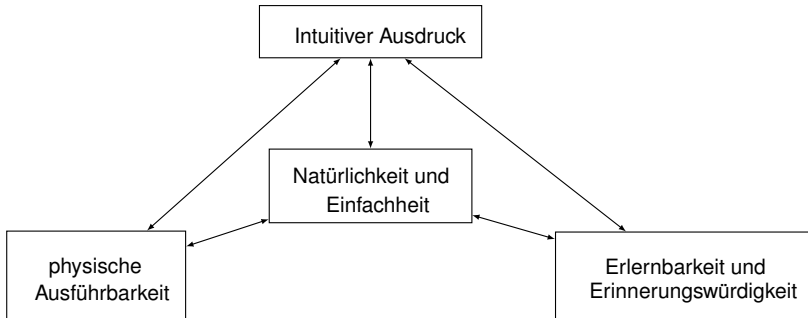 Intuitiver Ausdruck
Natürlichkeit und
Einfachheit
physische
Ausführbarkeit
Erlernbarkeit und
Erinnerungswürdigkeit